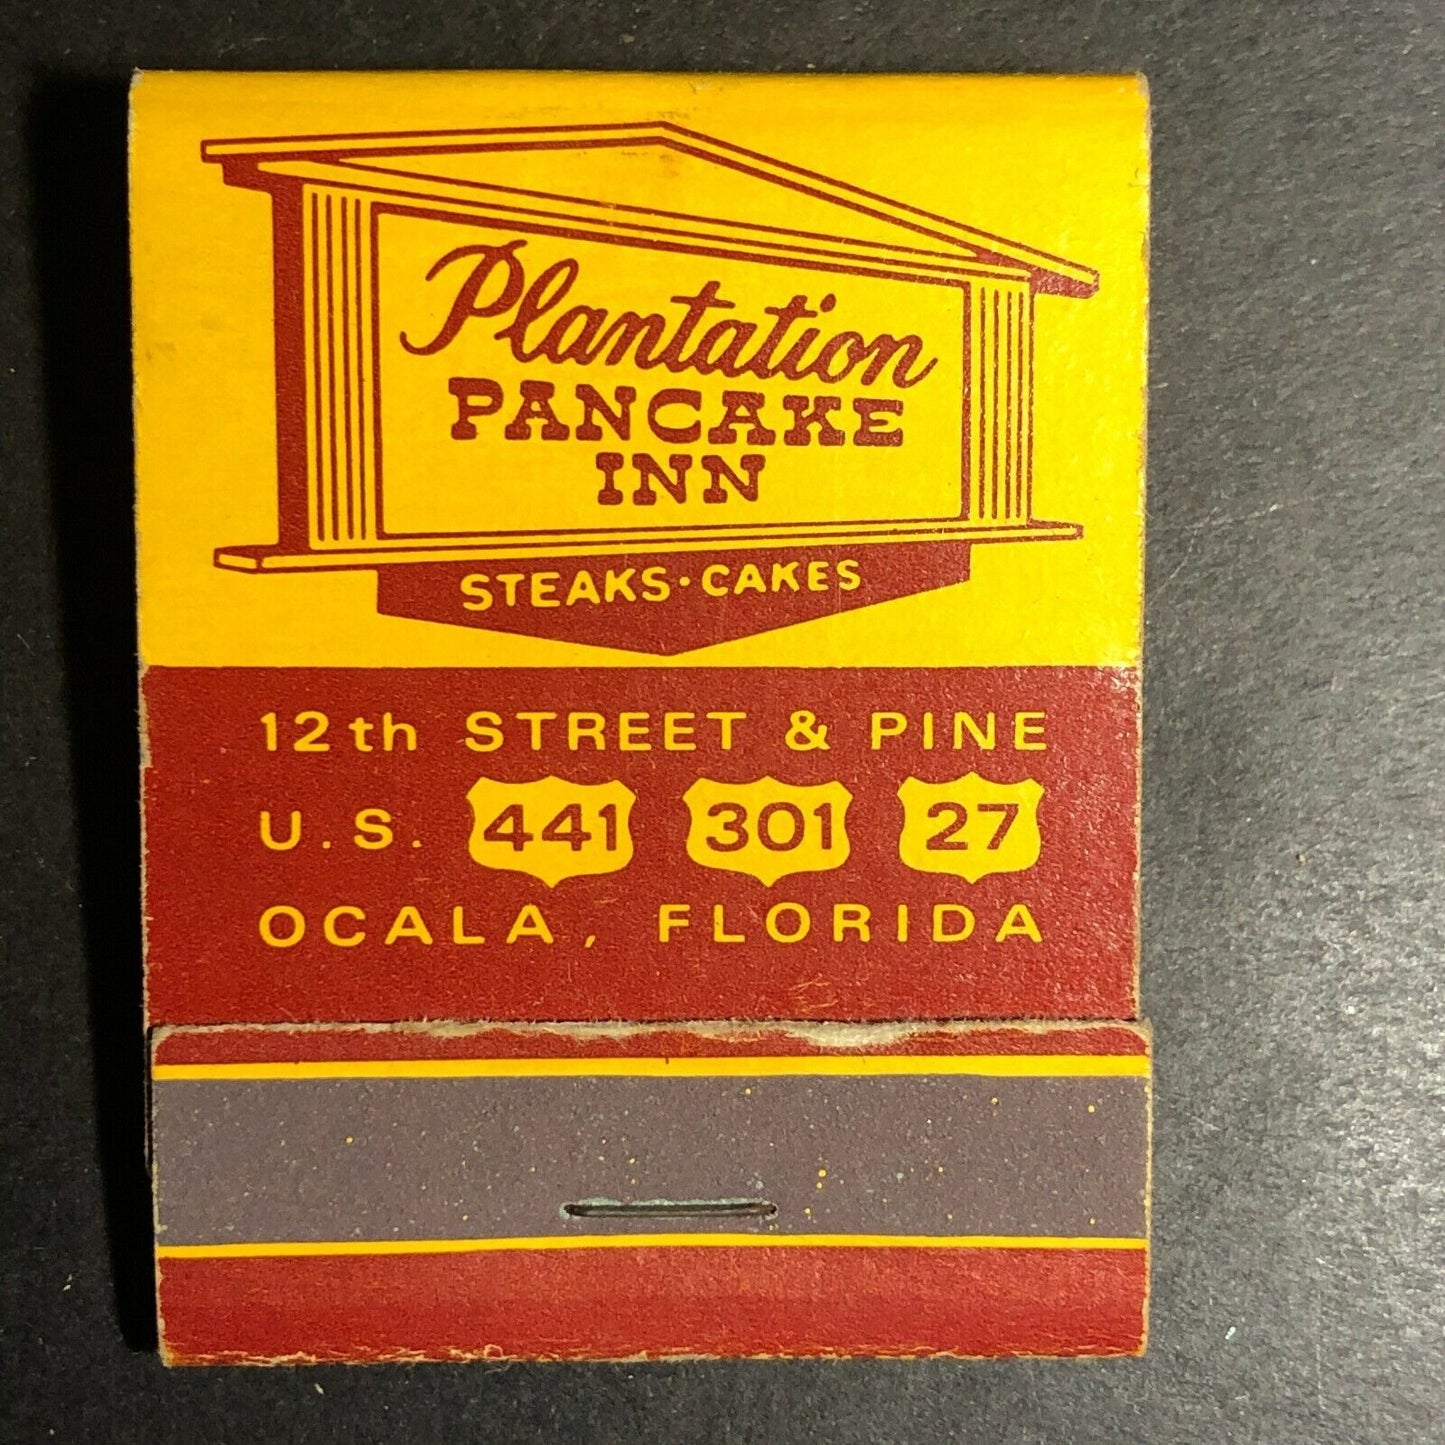 Plantation
PANCAKE
INN
STEAKS·CAKES
12th STREET & PINE
U.S. 441 301 27
OCALA, FLORIDA